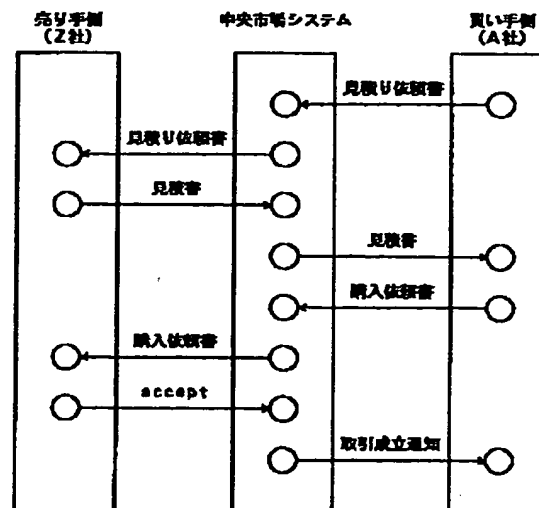 売り手側
(Z社)
中央市場システム
買い手側
(A社)
見積り依頼書
見積り依頼書
見積書
見積書
購入依頼書
購入依頼書
accept
取引成立通知